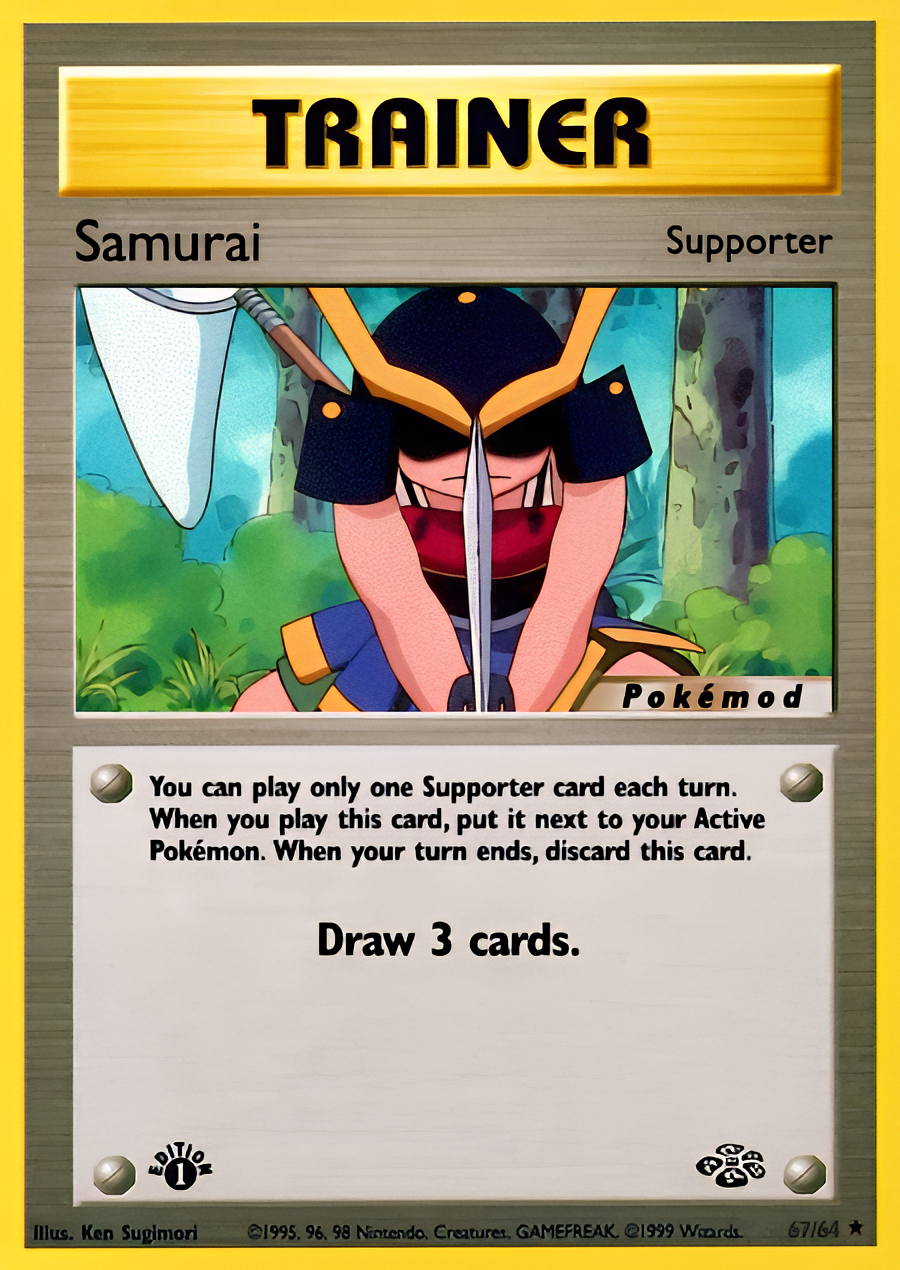 TRAINER
Samurai
Supporter
Pokémod
You can play only one Supporter card each turn.
When you play this card, put it next to your Active
Pokémon. When your turn ends, discard this card.
Draw 3 cards.
EDITION
1
Illus. Ken Sugimori
©1995, 96, 98 Nintendo, Creatures, GAMEFREAK. ©1999 Wizards.
67/64 ★